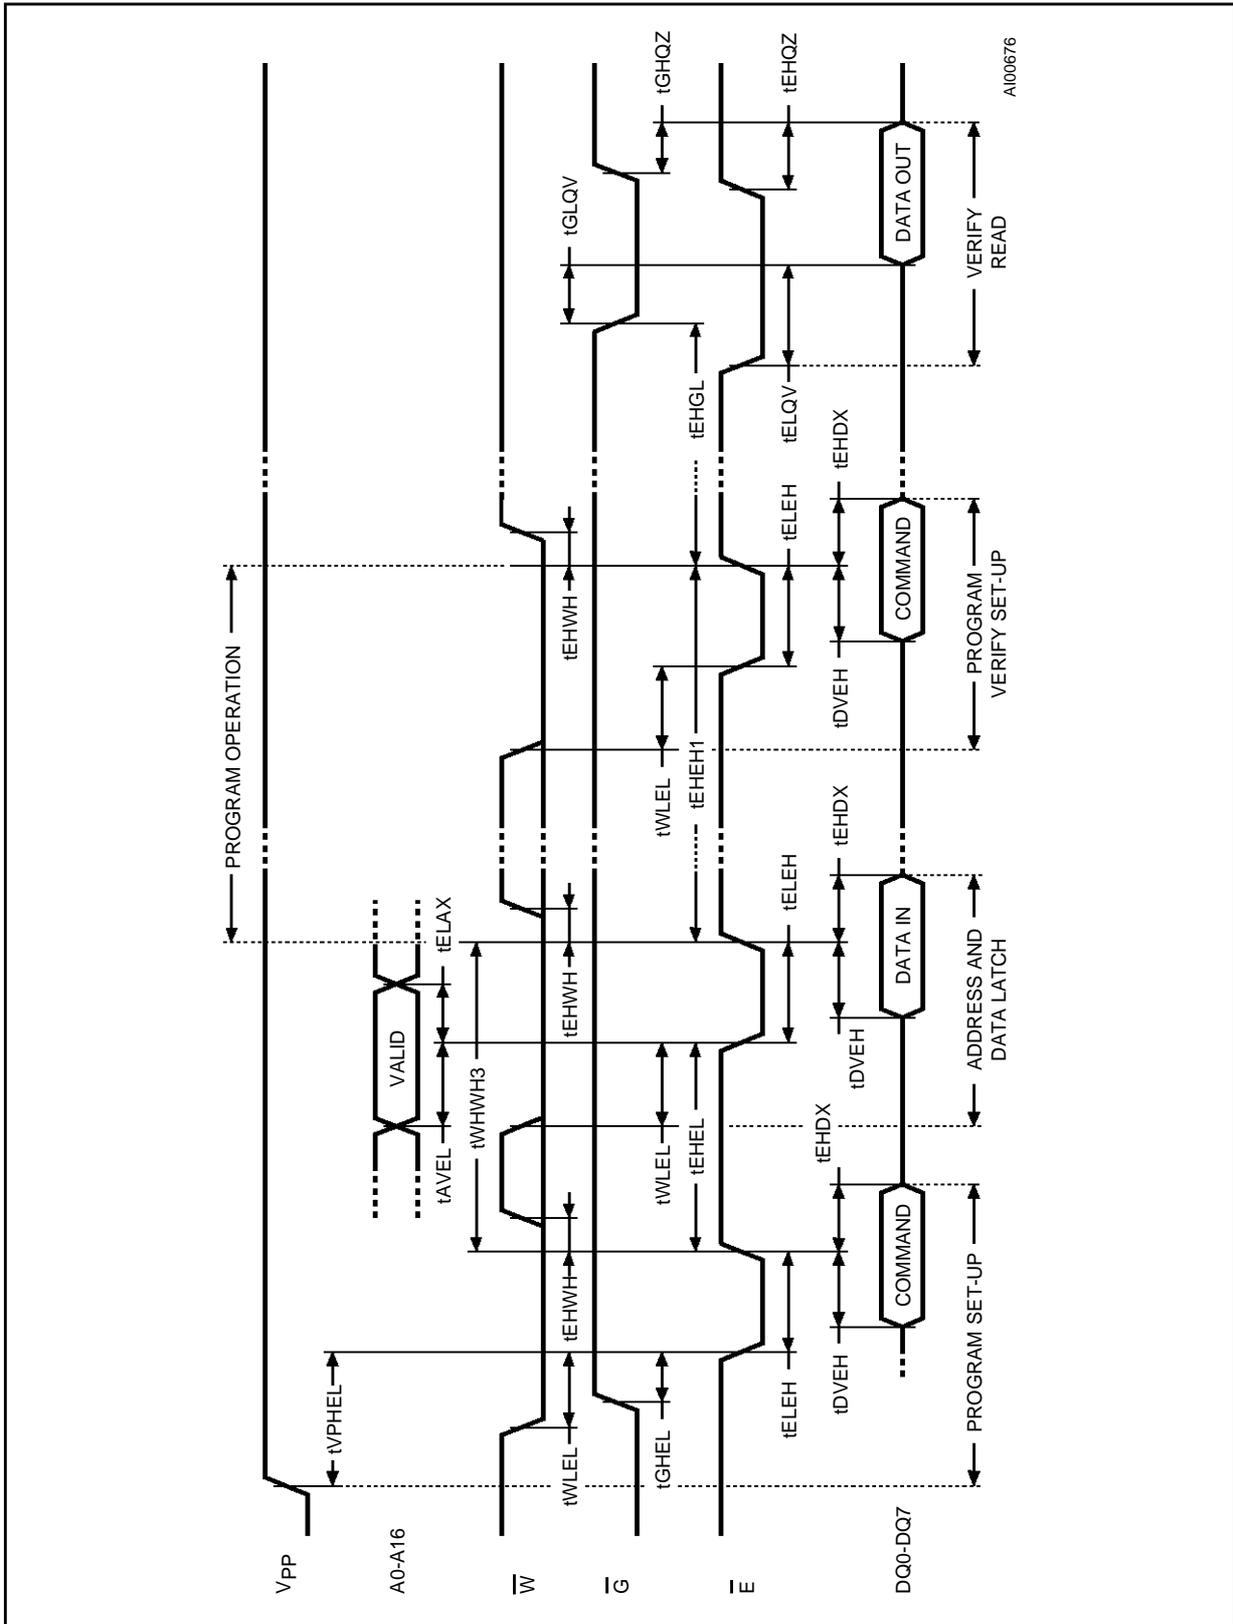 PROGRAM OPERATION
VPP
tVPHEL
A0-A16
VALID
tAVEL
tELAX
tWHWH3
W̅
tWLEL
tEHWH
tEHWH
tEHWH
tGLQV
G̅
tGHEL
tWLEL
tWLEL
tGHQZ
tEHEL
tEHEH1
tEHGL
E̅
tELEH
tELEH
tELEH
tELQV
tEHQZ
tDVEH
tEHDX
tDVEH
tEHDX
tDVEH
tEHDX
DQ0-DQ7
COMMAND
DATA IN
COMMAND
DATA OUT
PROGRAM SET-UP
ADDRESS AND
DATA LATCH
PROGRAM
VERIFY SET-UP
VERIFY
READ
AI00676